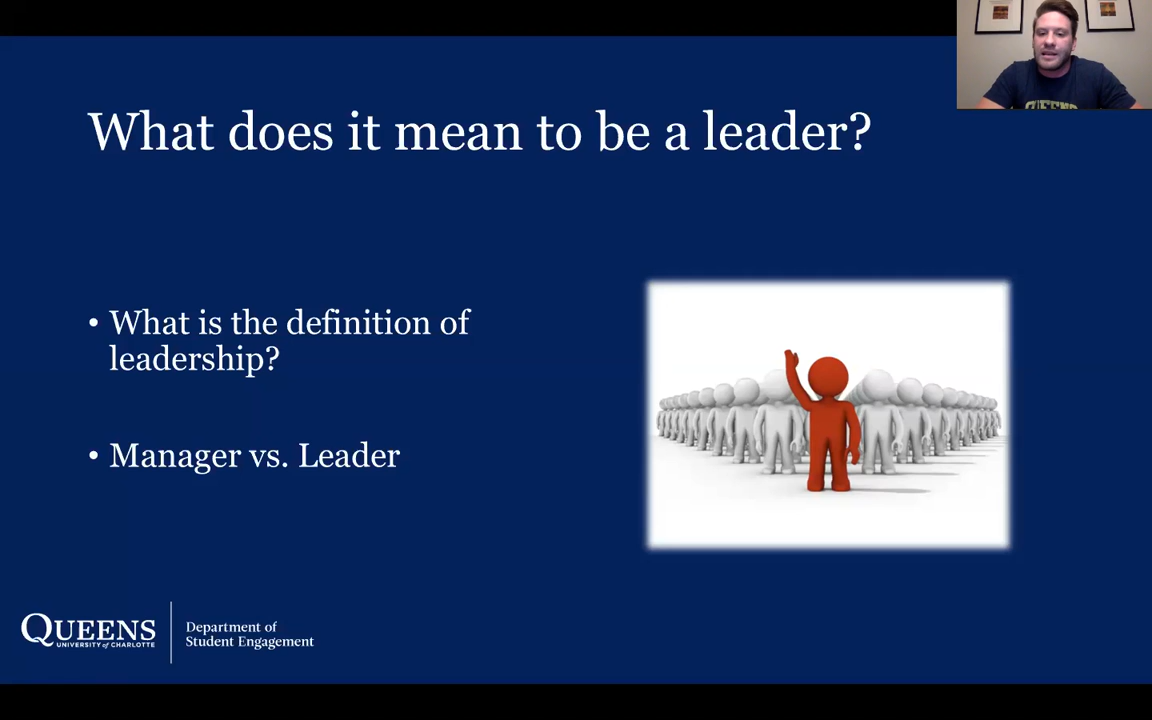 What does it mean to be a leader?
• What is the definition of
leadership?
• Manager vs. Leader
QUEENS
UNIVERSITY of CHARLOTTE
Department of
Student Engagement
QUEENS